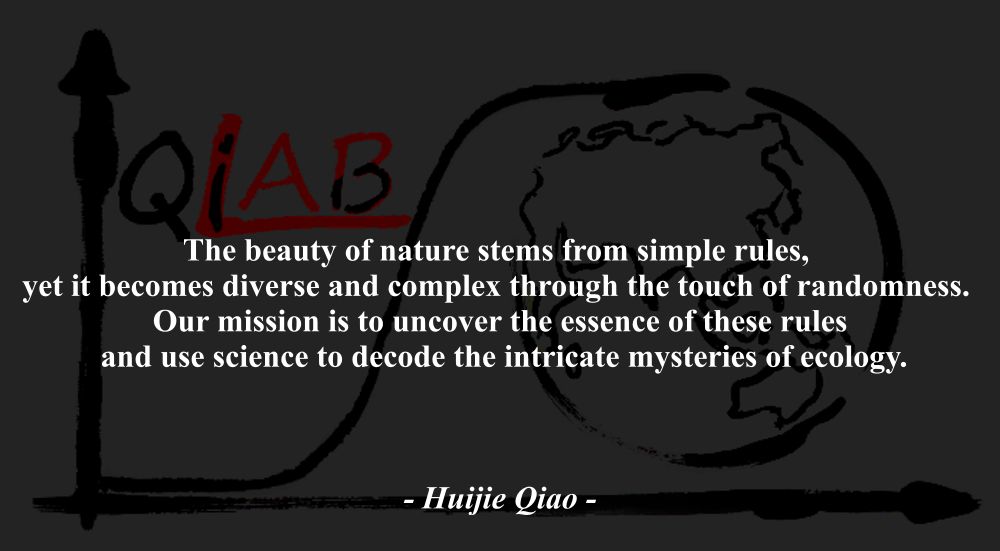 QiLAB
The beauty of nature stems from simple rules,
yet it becomes diverse and complex through the touch of randomness.
Our mission is to uncover the essence of these rules
and use science to decode the intricate mysteries of ecology.
- Huijie Qiao -